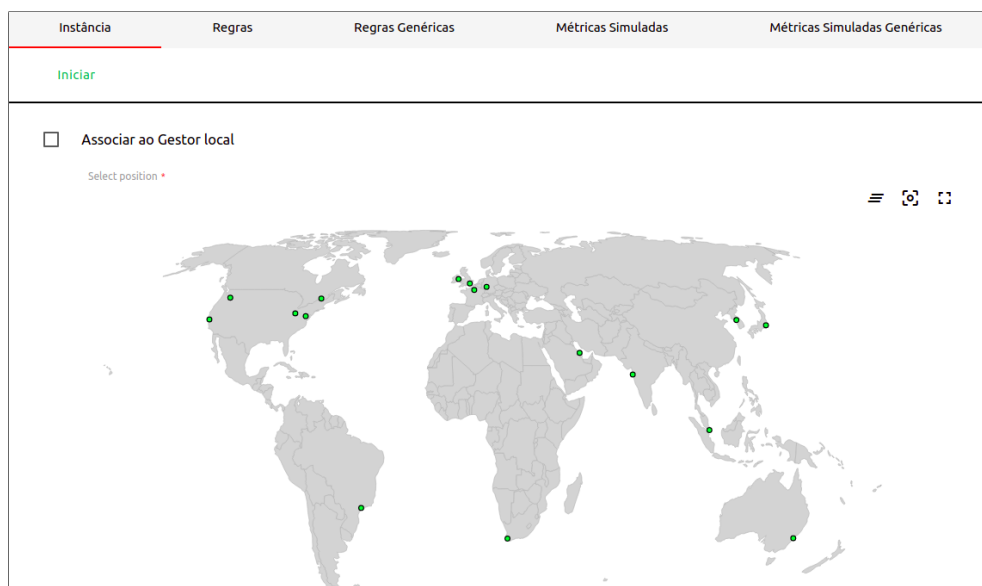 Instância Regras Regras Genéricas Métricas Simuladas Métricas Simuladas Genéricas
Iniciar
Associar ao Gestor local
Select position *